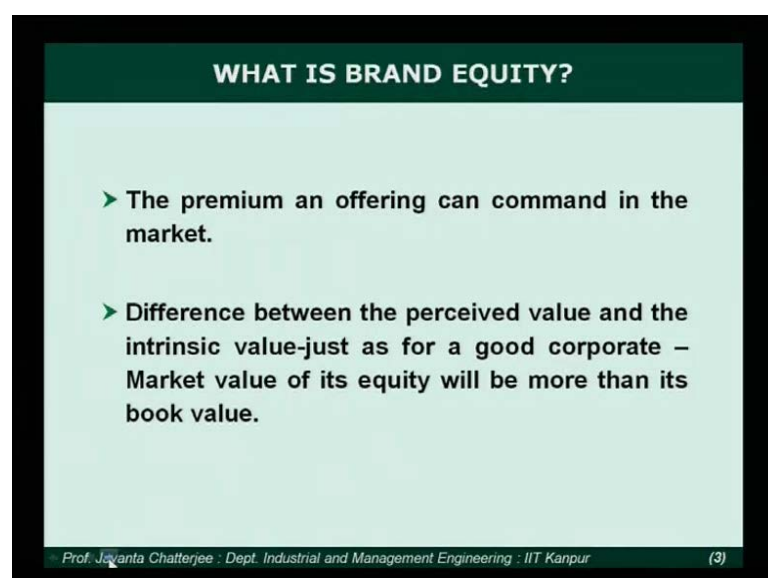 WHAT IS BRAND EQUITY?
The premium an offering can command in the
market.
Difference between the perceived value and the
intrinsic value-just as for a good corporate –
Market value of its equity will be more than its
book value.
Prof. Jayanta Chatterjee : Dept. Industrial and Management Engineering : IIT Kanpur (3)